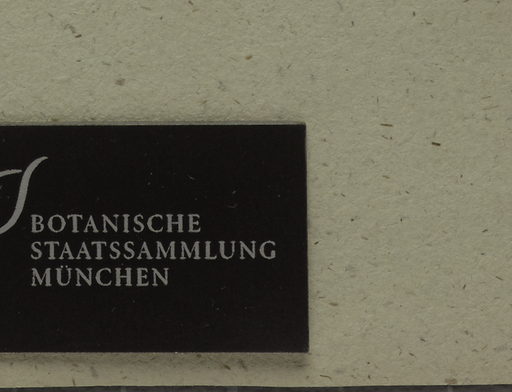 BOTANISCHE
STAATSSAMMLUNG
MÜNCHEN